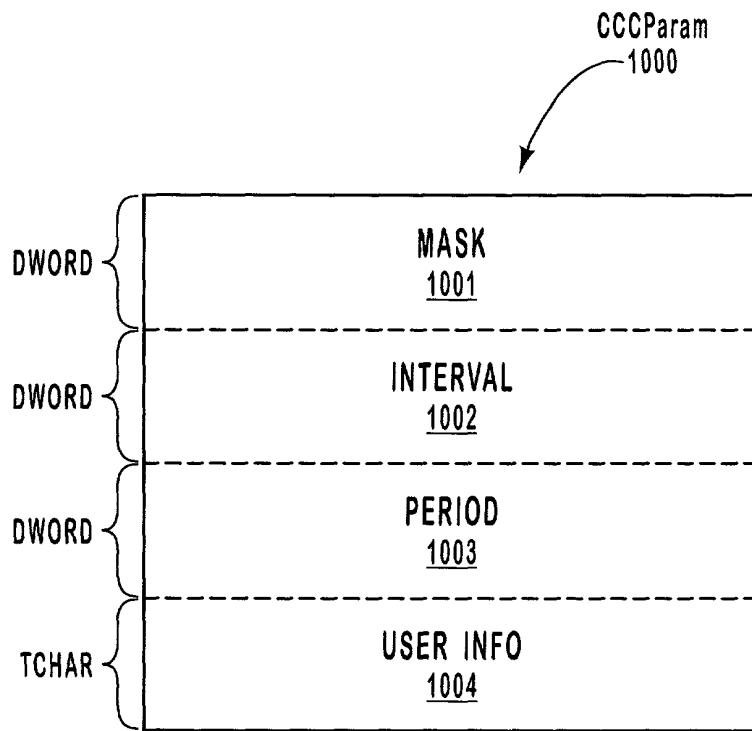 CCCParam
1000
DWORD
MASK
1001
DWORD
INTERVAL
1002
DWORD
PERIOD
1003
TCHAR
USER INFO
1004